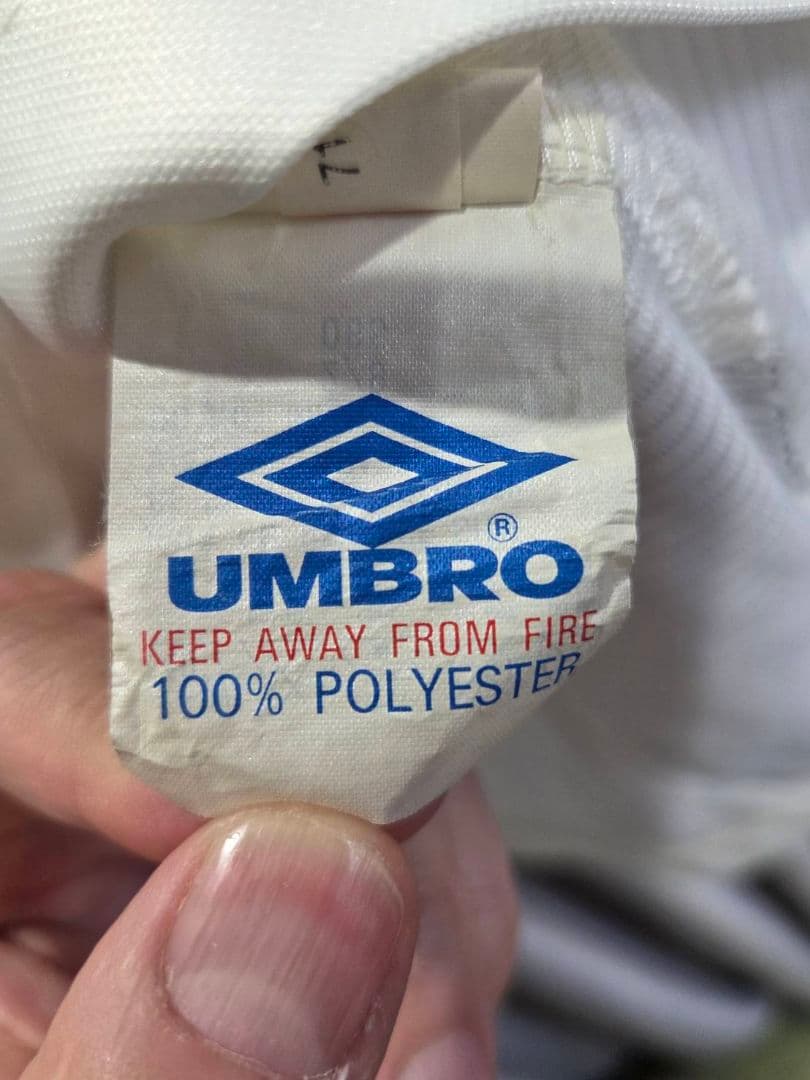 UMBRO®
KEEP AWAY FROM FIRE
100% POLYESTER